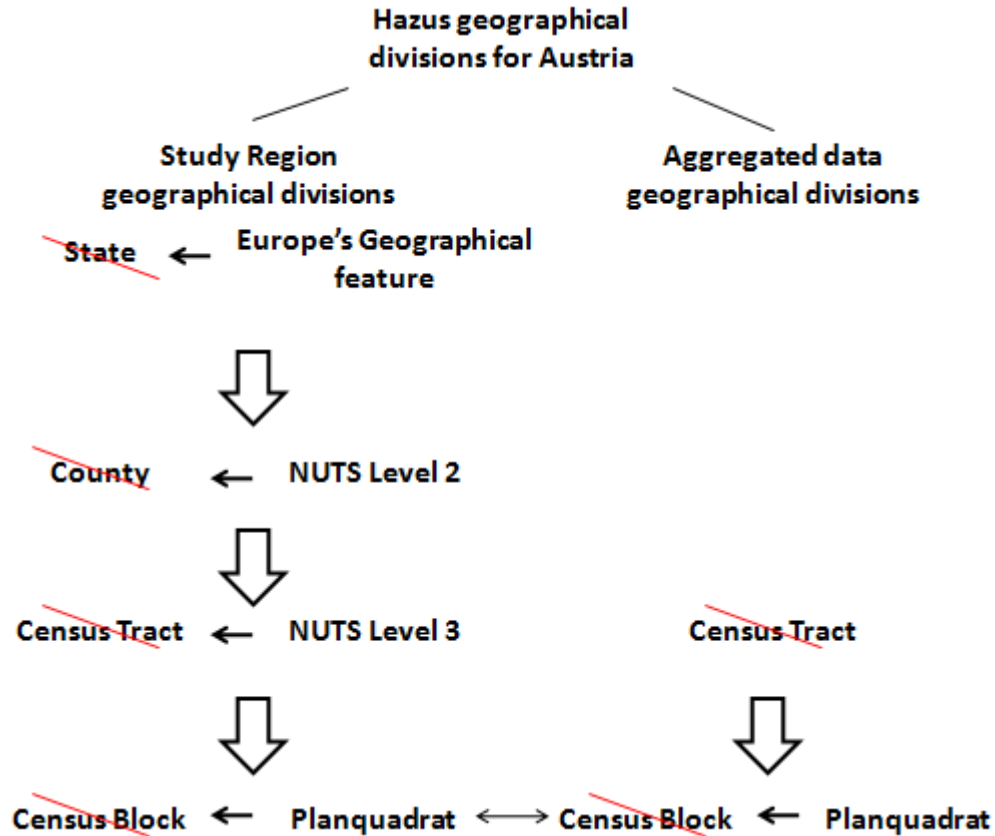 Hazus geographical
divisions for Austria
Study Region
geographical divisions
Aggregated data
geographical divisions
State
Europe's Geographical
feature
County
NUTS Level 2
Census Tract
NUTS Level 3
Census Tract
Census Block
Planquadrat
Census Block
Planquadrat